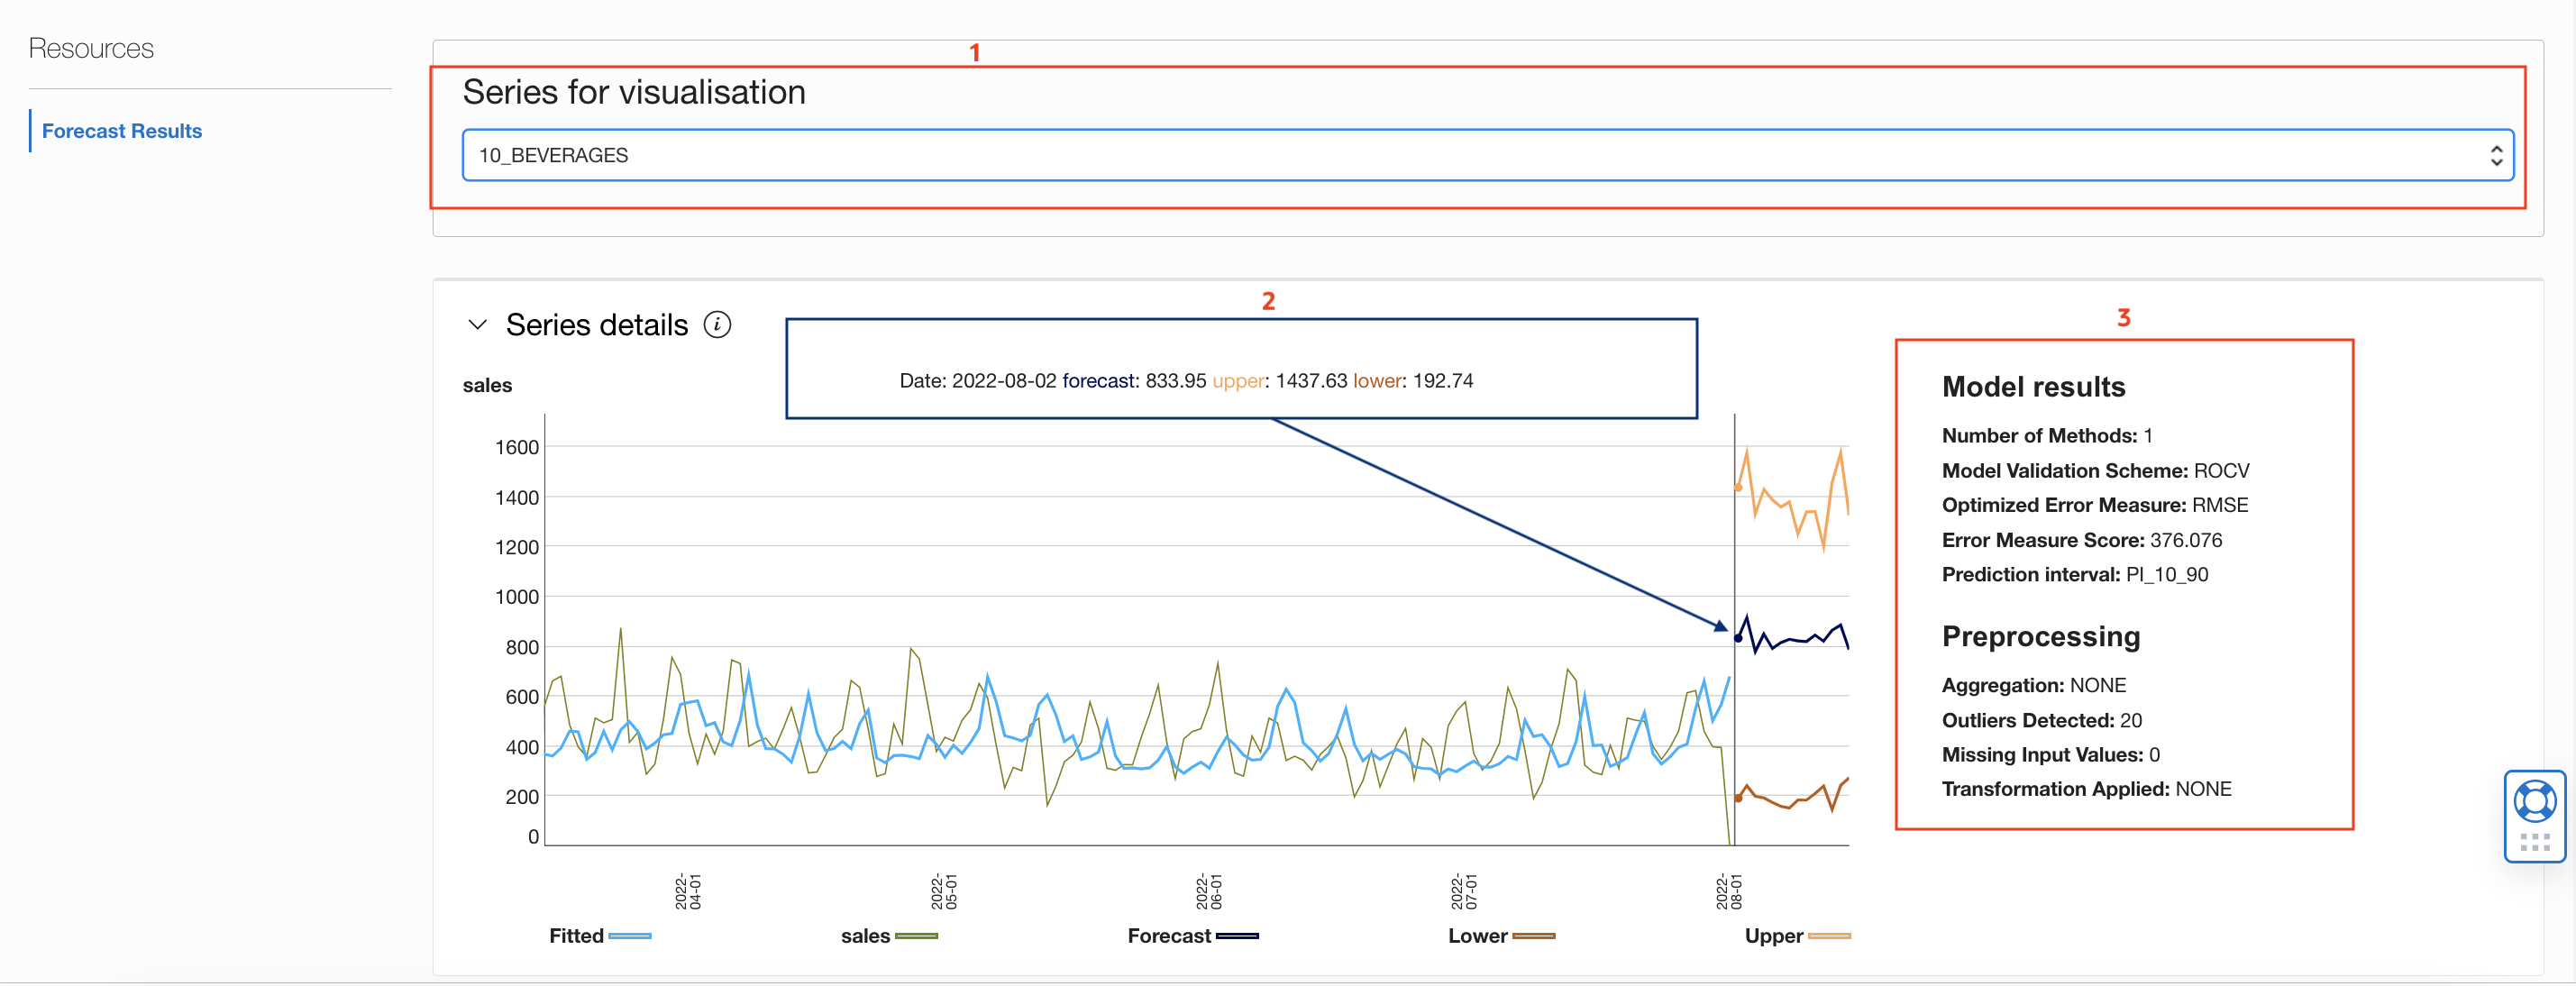 Resources
Forecast Results
1
Series for visualisation
10_BEVERAGES
Series details i
2
Date: 2022-08-02 forecast: 833.95 upper: 1437.63 lower: 192.74
sales
1600
1400
1200
1000
800
600
400
200
0
2022-
04-01
2022-
05-01
2022-
06-01
2022-
07-01
2022-
08-01
Fitted sales Forecast Lower Upper
3
Model results
Number of Methods: 1
Model Validation Scheme: ROCV
Optimized Error Measure: RMSE
Error Measure Score: 376.076
Prediction interval: PI_10_90
Preprocessing
Aggregation: NONE
Outliers Detected: 20
Missing Input Values: 0
Transformation Applied: NONE